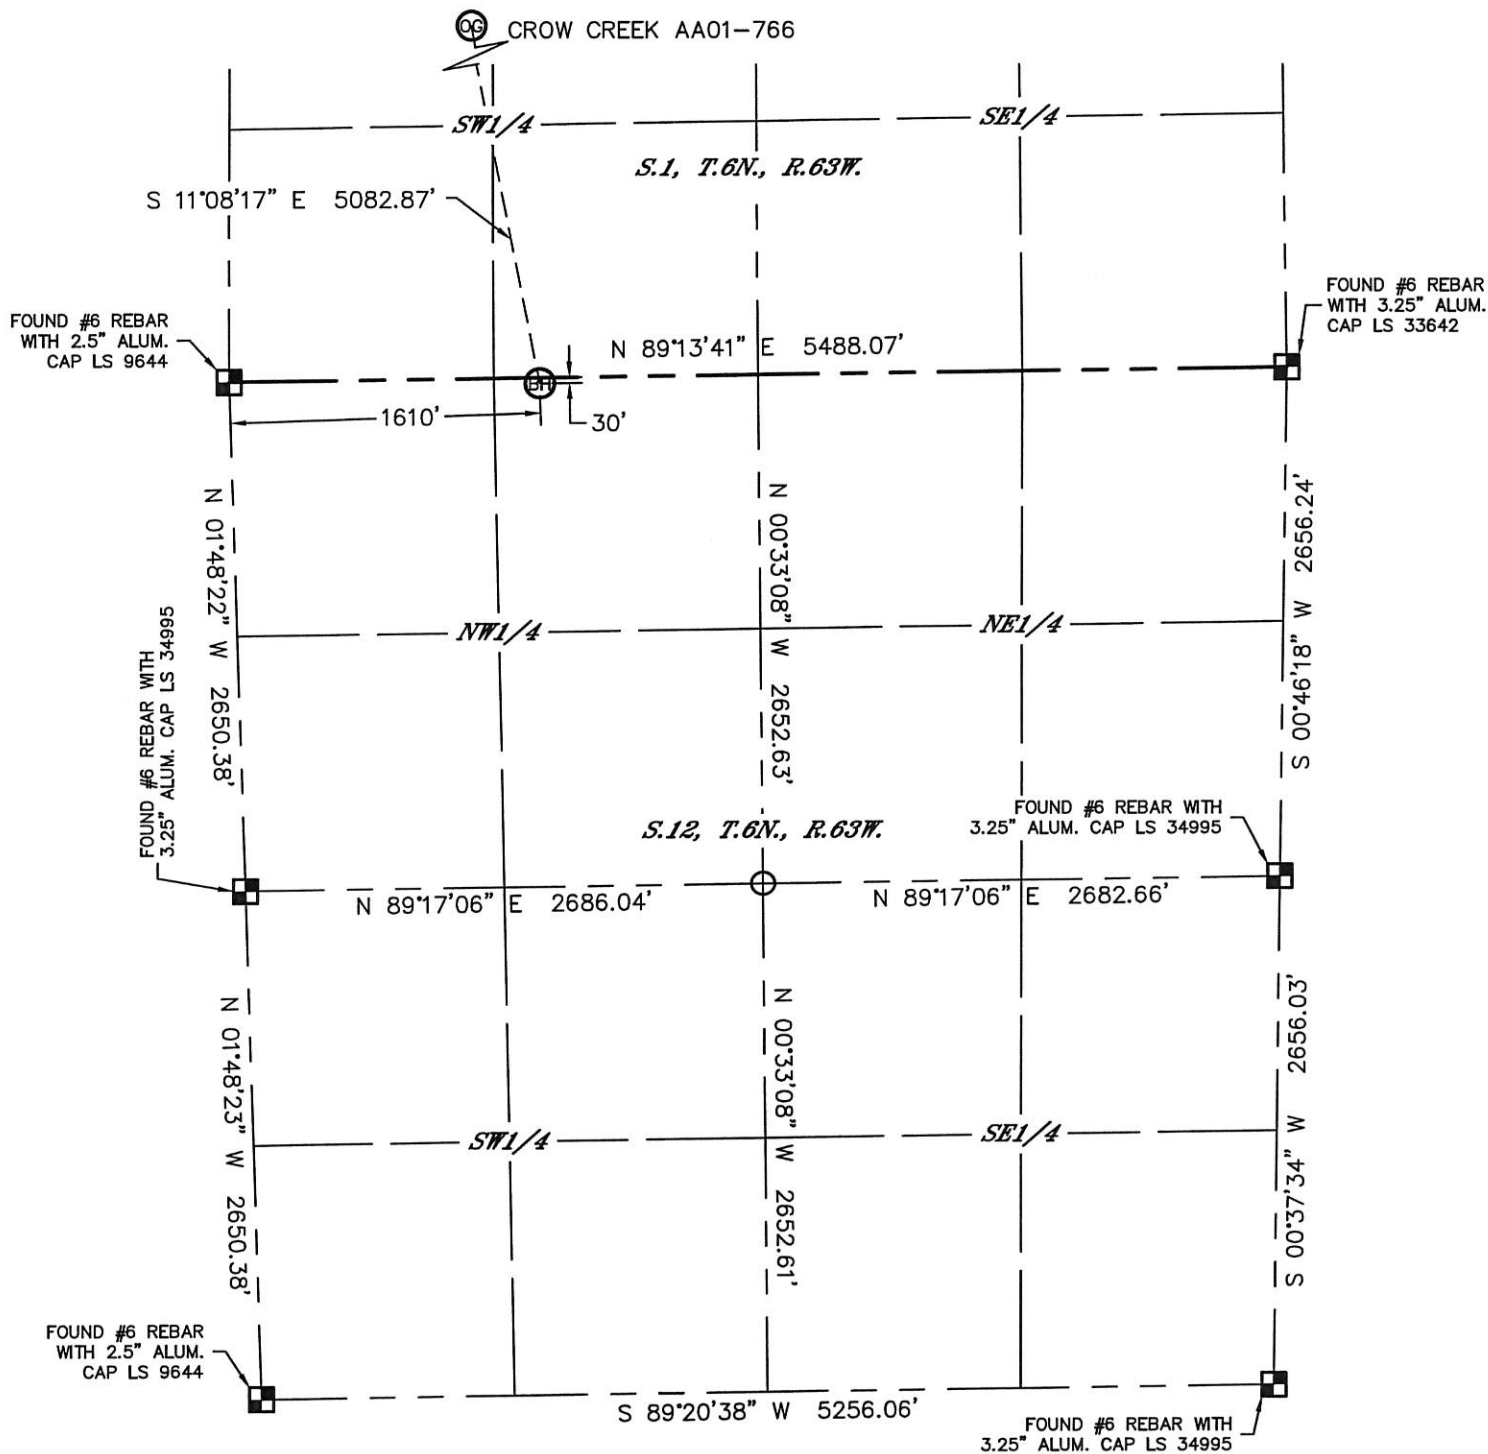 OG CROW CREEK AA01-766
SW1/4
SE1/4
S.1, T.6N., R.63W.
S 11°08'17" E 5082.87'
FOUND #6 REBAR
WITH 2.5" ALUM.
CAP LS 9644
FOUND #6 REBAR
WITH 3.25" ALUM.
CAP LS 33642
N 89°13'41" E 5488.07'
BH
1610'
30'
N 01°48'22" W 2650.38'
N 00°33'08" W 2652.63'
S 00°46'18" W 2656.24'
NW1/4
NE1/4
FOUND #6 REBAR WITH
3.25" ALUM. CAP LS 34995
S.12, T.6N., R.63W.
FOUND #6 REBAR WITH
3.25" ALUM. CAP LS 34995
N 89°17'06" E 2686.04'
N 89°17'06" E 2682.66'
N 01°48'23" W 2650.38'
N 00°33'08" W 2652.61'
S 00°37'34" W 2656.03'
SW1/4
SE1/4
FOUND #6 REBAR
WITH 2.5" ALUM.
CAP LS 9644
S 89°20'38" W 5256.06'
FOUND #6 REBAR WITH
3.25" ALUM. CAP LS 34995